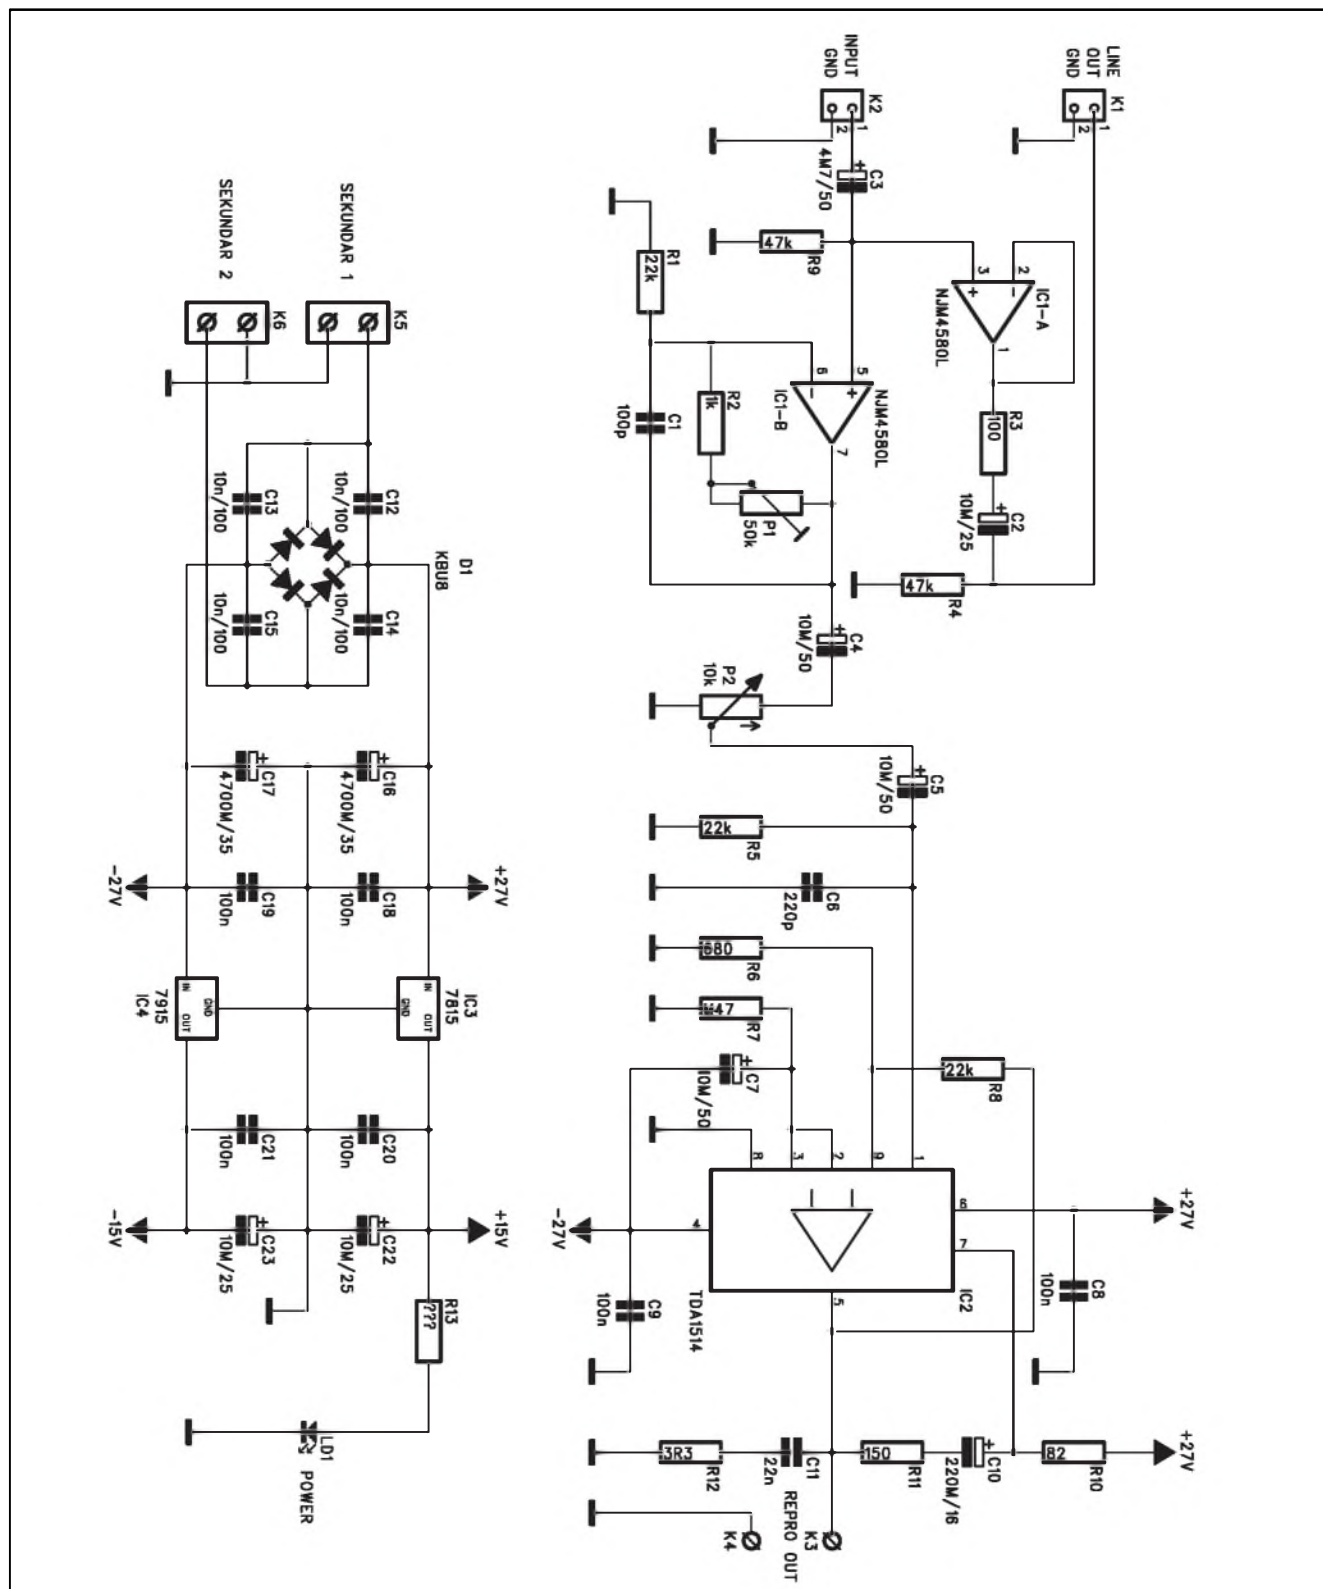 LINE
OUT
GND
K1
1
2
INPUT
GND
K2
1
2
C3
4M7/50
47k
R9
R1
22k
2
3
IC1-A
NJM4580L
1
R3
100
C2
10M/25
47k
R4
5
6
NJM4580L
IC1-B
7
R2
1k
C1
100p
P1
50k
C4
10M/50
P2
10k
C5
10M/50
22k
R5
C6
220p
680
R6
M47
R7
C7
10M/50
22k
R8
8
3
2
9
1
6
7
4
5
IC2
TDA1514
+27V
-27V
C8
100n
C9
100n
+27V
82
R10
C10
220M/16
150
R11
C11
22n
3R3
R12
K3
REPRO OUT
K4
SEKUNDAR 1
SEKUNDAR 2
K5
K6
C12
10n/100
C13
10n/100
D1
KBU8
C14
10n/100
C15
10n/100
C16
4700M/35
C17
4700M/35
+27V
-27V
C18
100n
C19
100n
IC3
7815
IN
GND
OUT
IC4
7915
IN
GND
OUT
C20
100n
C21
100n
+15V
-15V
C22
10M/25
C23
10M/25
R13
???
LD1
POWER